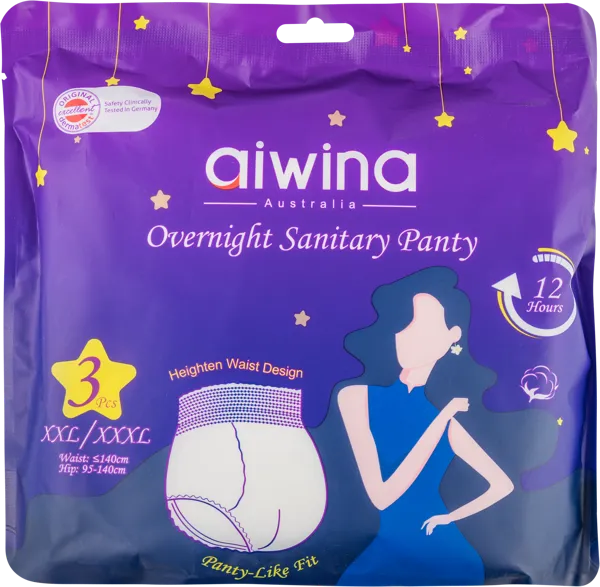 ORIGINAL
excellent
dermatest
Safety Clinically
Tested in Germany
aiwina
Australia
Overnight Sanitary Panty
12
Hours
3
Pcs
XXL/XXXL
Waist: ≤140cm
Hip: 95-140cm
Heighten Waist Design
Panty-Like Fit